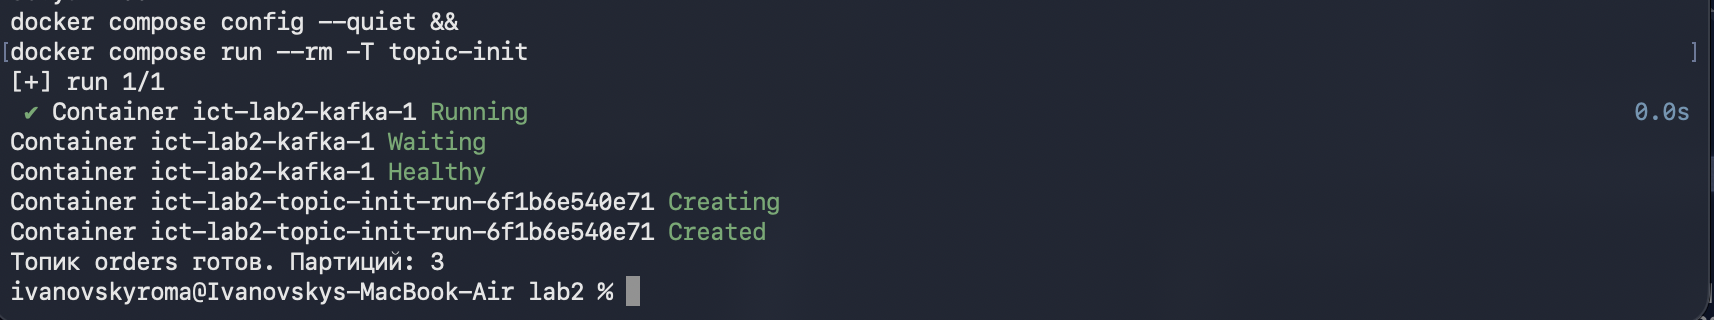 docker compose config --quiet &&
[docker compose run --rm -T topic-init ]
[+] run 1/1
✔ Container ict-lab2-kafka-1 Running 0.0s
Container ict-lab2-kafka-1 Waiting
Container ict-lab2-kafka-1 Healthy
Container ict-lab2-topic-init-run-6f1b6e540e71 Creating
Container ict-lab2-topic-init-run-6f1b6e540e71 Created
Топик orders готов. Партиций: 3
ivanovskyroma@Ivanovskys-MacBook-Air lab2 %